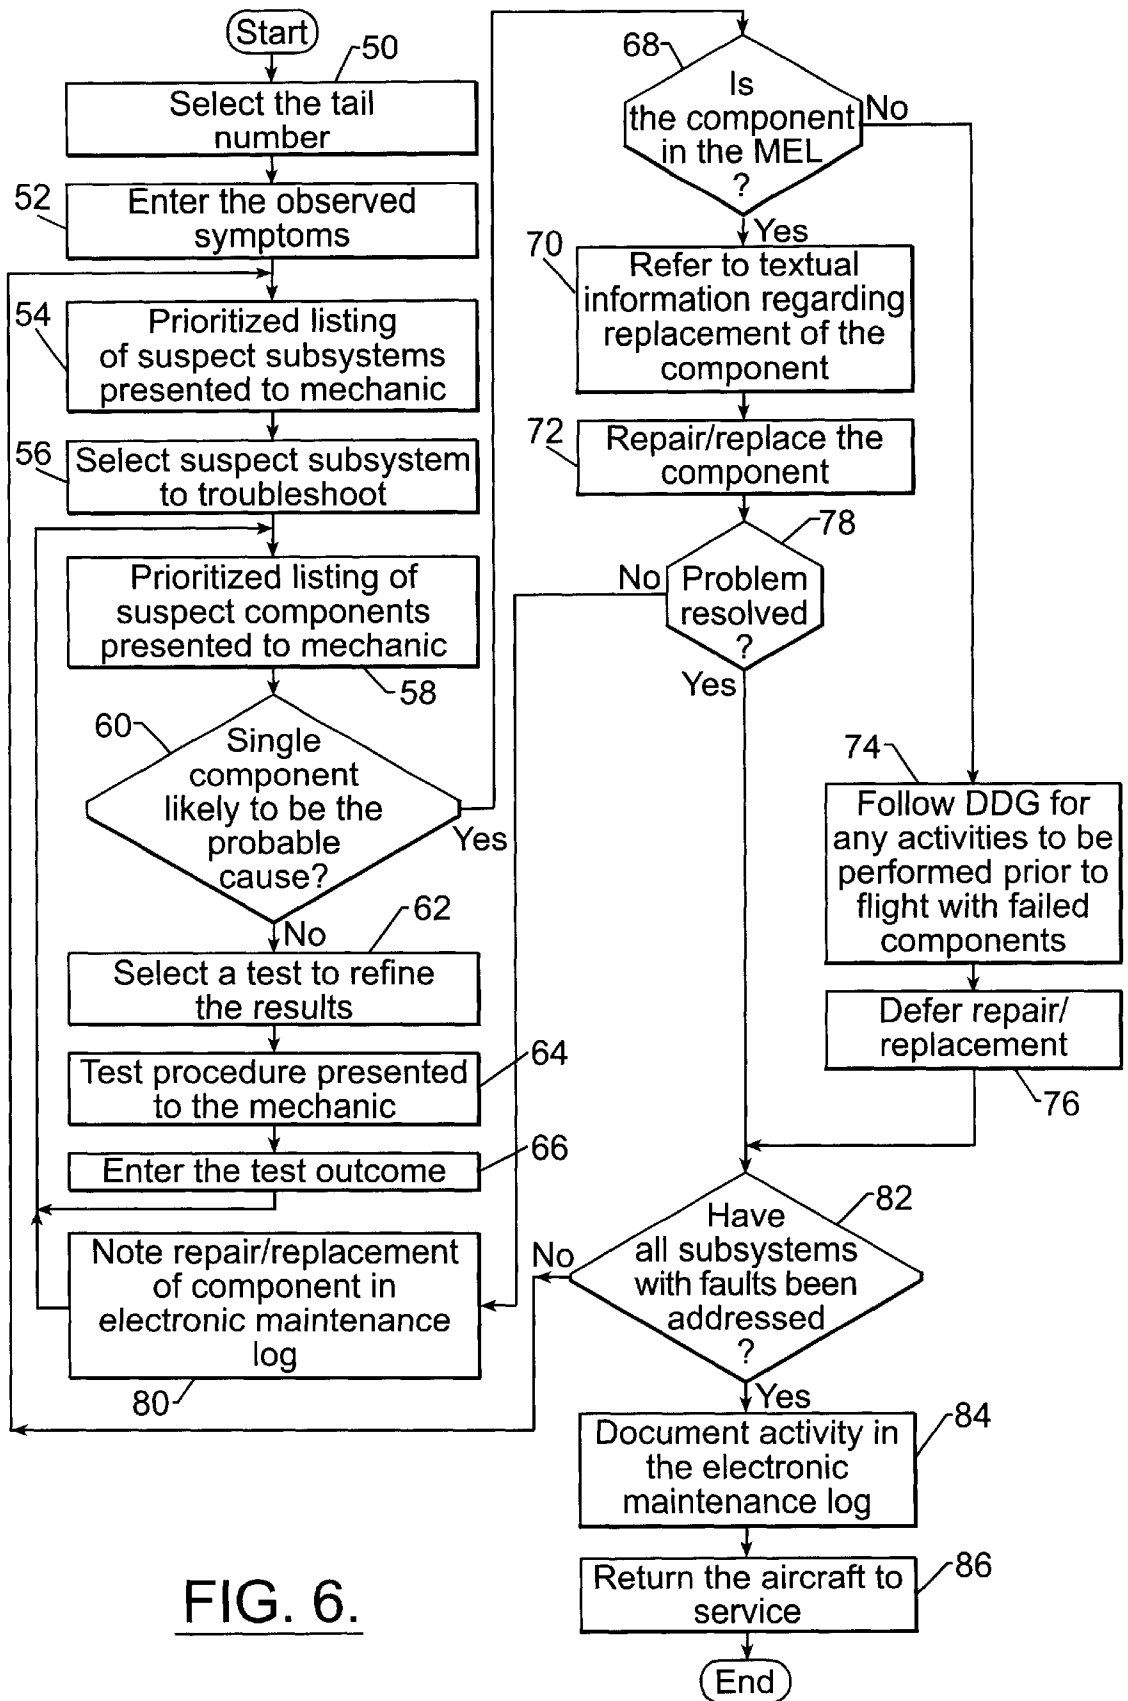 Start
50
Select the tail
number
52
Enter the observed
symptoms
54
Prioritized listing
of suspect subsystems
presented to mechanic
56
Select suspect subsystem
to troubleshoot
Prioritized listing of
suspect components
presented to mechanic
58
60
Single
component
likely to be the
probable
cause?
Yes
No
62
Select a test to refine
the results
64
Test procedure presented
to the mechanic
66
Enter the test outcome
Note repair/replacement
of component in
electronic maintenance
log
80
68
Is
the component
in the MEL
?
No
Yes
70
Refer to textual
information regarding
replacement of the
component
72
Repair/replace the
component
78
Problem
resolved
?
No
Yes
74
Follow DDG for
any activities to be
performed prior to
flight with failed
components
Defer repair/
replacement
76
82
Have
all subsystems
with faults been
addressed
?
No
Yes
84
Document activity in
the electronic
maintenance log
86
Return the aircraft to
service
End
FIG. 6.